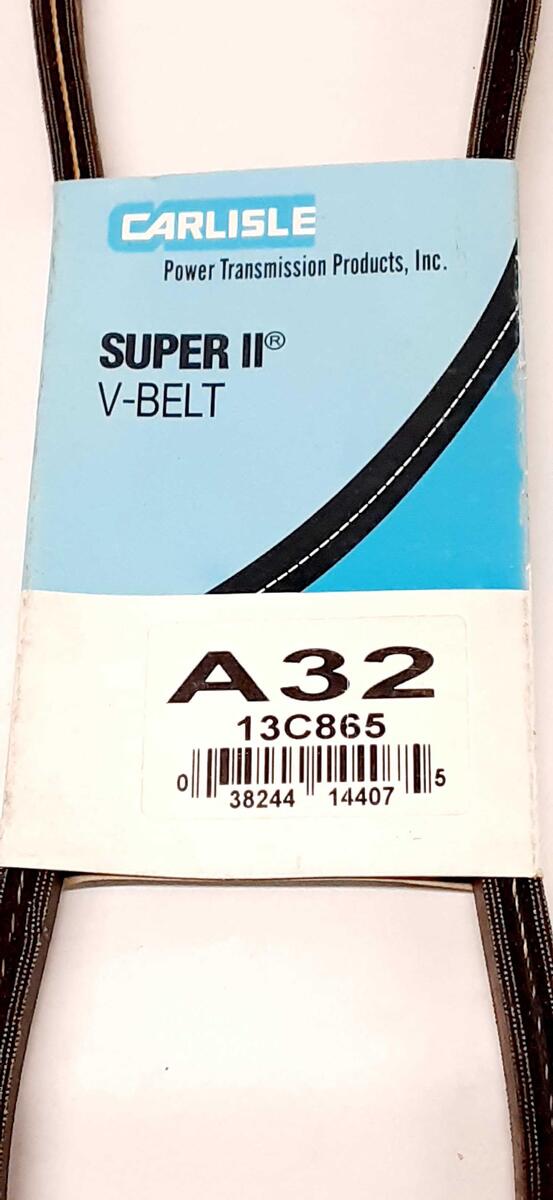 CARLISLE
Power Transmission Products, Inc.
SUPER II®
V-BELT
A32
13C865
0 38244 14407 5